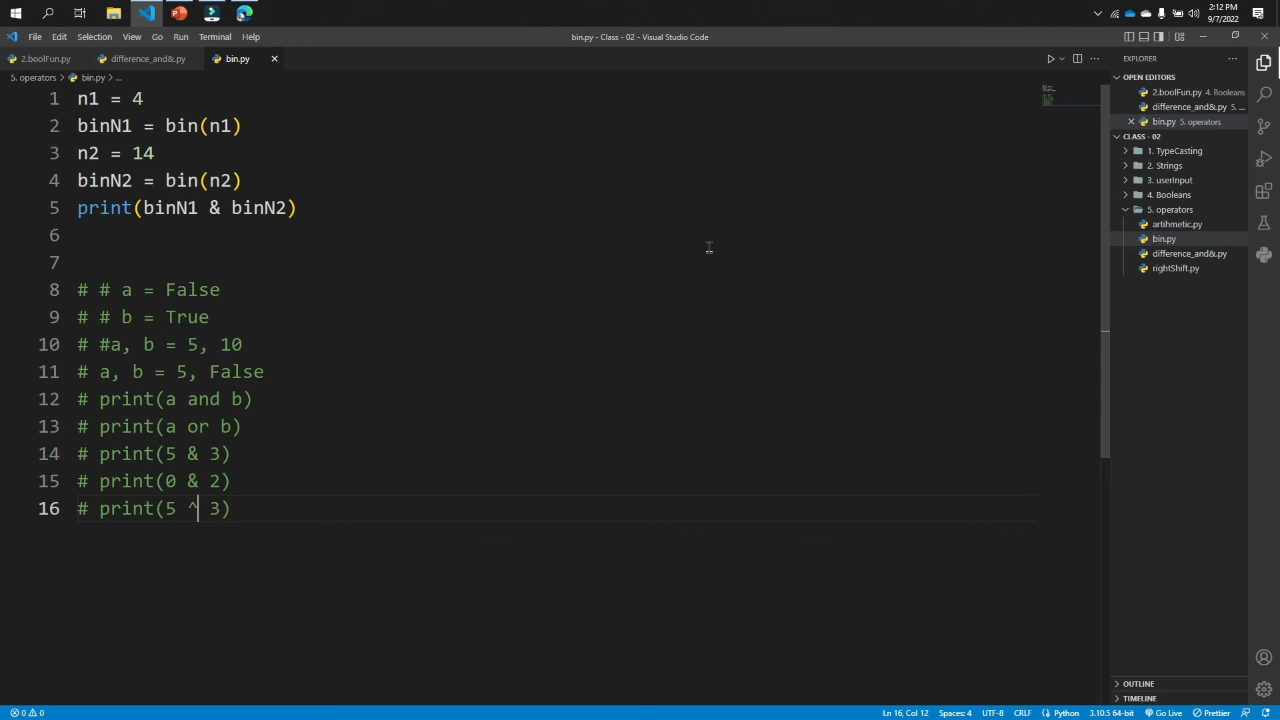 2:12 PM
9/7/2022
File Edit Selection View Go Run Terminal Help
bin.py - Class - 02 - Visual Studio Code
2.boolFun.py difference_and&.py bin.py
5. operators > bin.py > ...
1 n1 = 4
2 binN1 = bin(n1)
3 n2 = 14
4 binN2 = bin(n2)
5 print(binN1 & binN2)
6
7
8 # # a = False
9 # # b = True
10 # #a, b = 5, 10
11 # a, b = 5, False
12 # print(a and b)
13 # print(a or b)
14 # print(5 & 3)
15 # print(0 & 2)
16 # print(5 ^ 3)
EXPLORER
OPEN EDITORS
2.boolFun.py 4. Booleans
difference_and&.py 5. ...
bin.py 5. operators
CLASS - 02
1. TypeCasting
2. Strings
3. userInput
4. Booleans
5. operators
artihmetic.py
bin.py
difference_and&.py
rightShift.py
OUTLINE
TIMELINE
0 0 Ln 16, Col 12 Spaces: 4 UTF-8 CRLF Python 3.10.5 64-bit Go Live Prettier